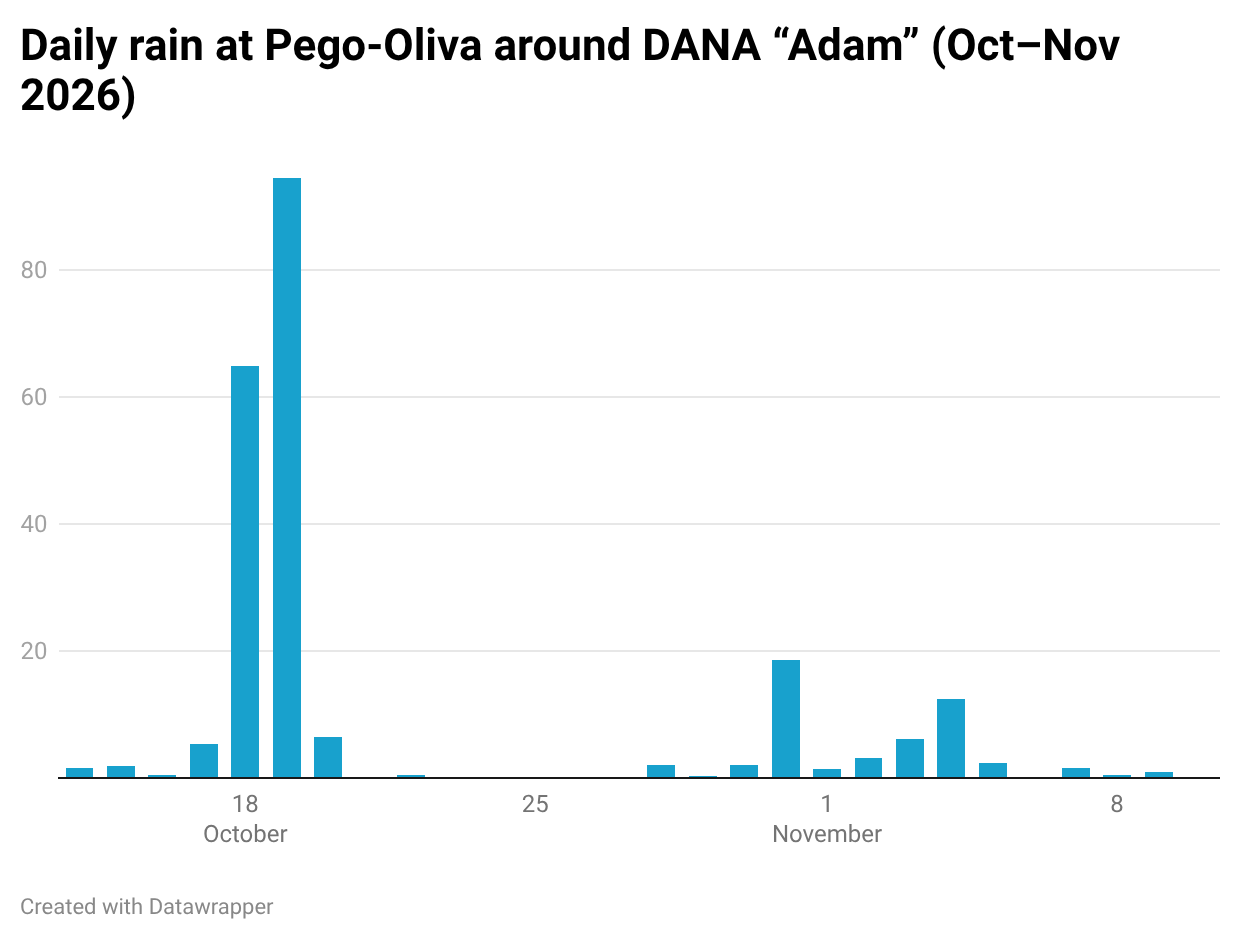 Daily rain at Pego-Oliva around DANA “Adam” (Oct–Nov
2026)
80
60
40
20
18
25
1
8
October
November
Created with Datawrapper